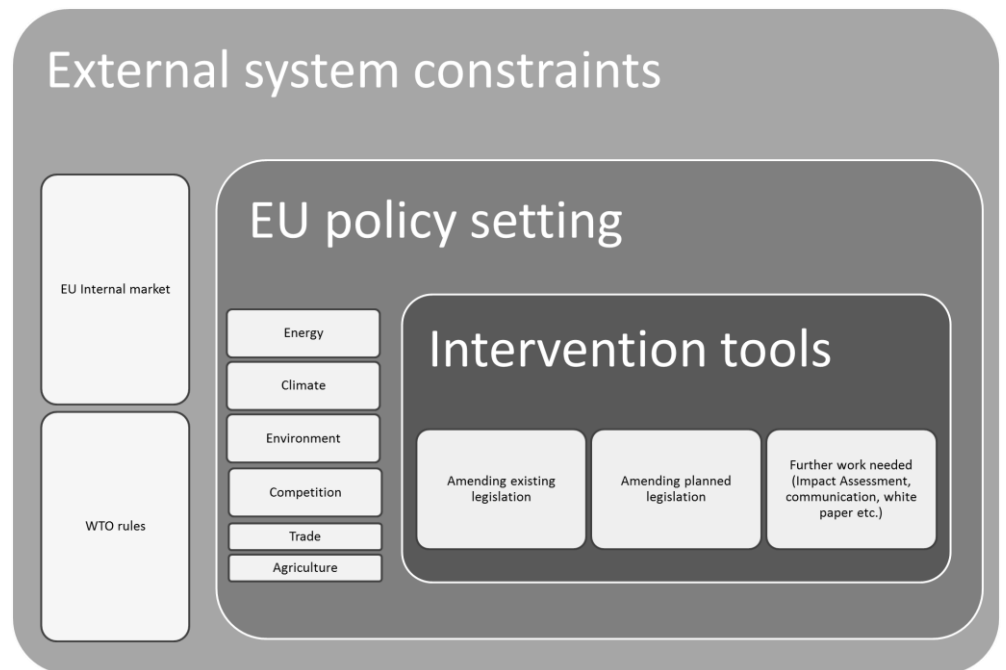 External system constraints
EU Internal market
WTO rules
EU policy setting
Energy
Climate
Environment
Competition
Trade
Agriculture
Intervention tools
Amending existing
legislation
Amending planned
legislation
Further work needed
(Impact Assessment,
communication, white
paper etc.)